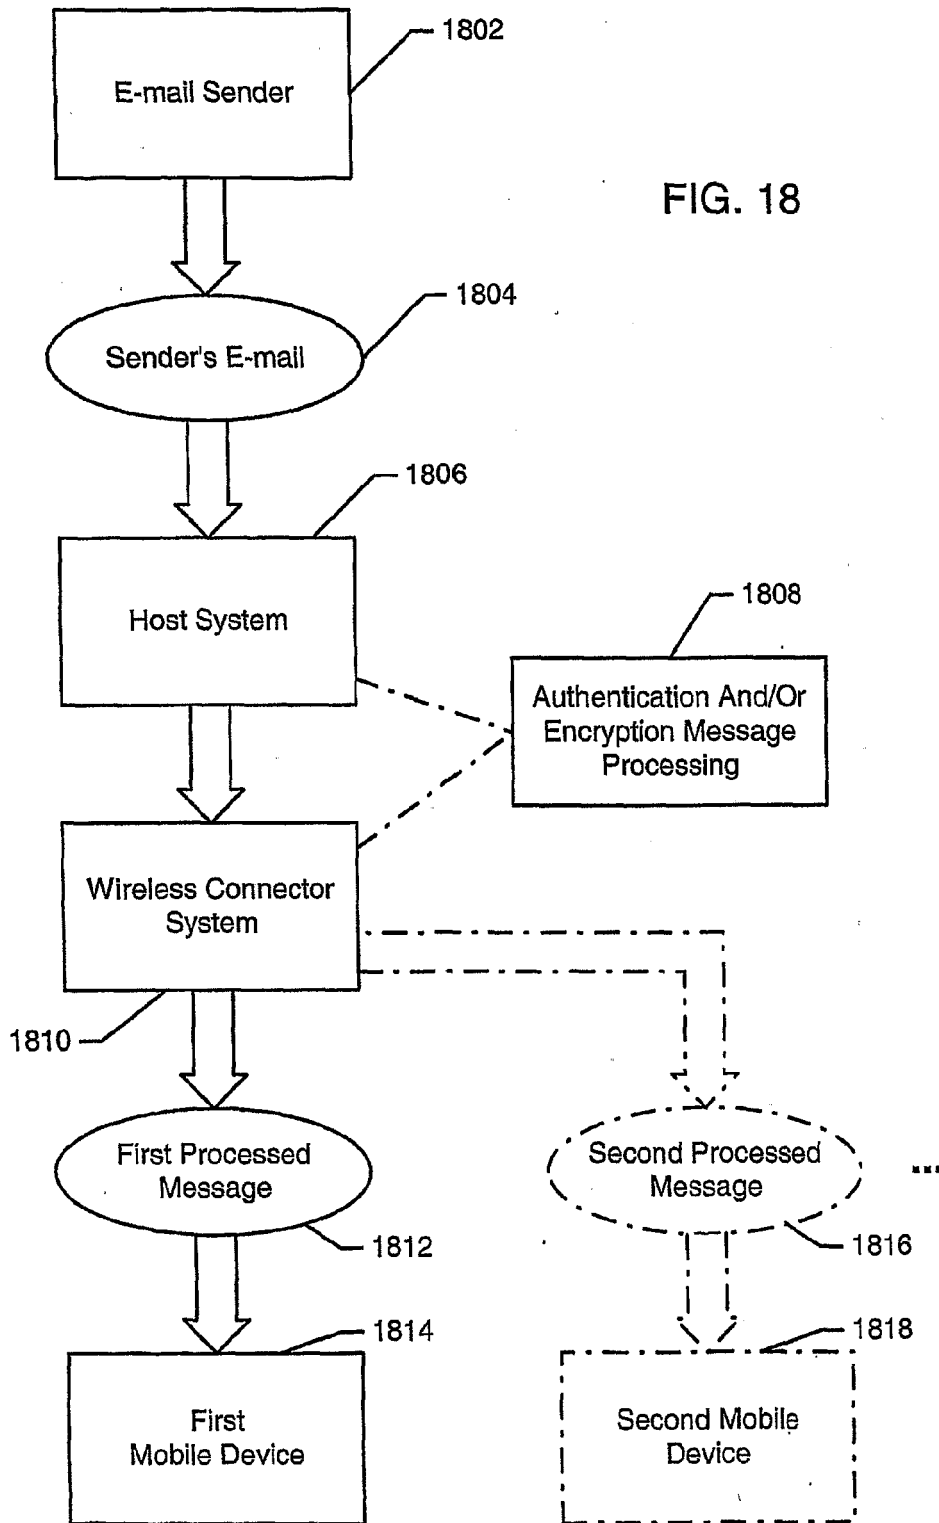 1802
E-mail Sender
FIG. 18
1804
Sender's E-mail
1806
Host System
1808
Authentication And/Or
Encryption Message
Processing
Wireless Connector
System
1810
First Processed
Message
1812
Second Processed
Message
...
1816
1814
First
Mobile Device
1818
Second Mobile
Device